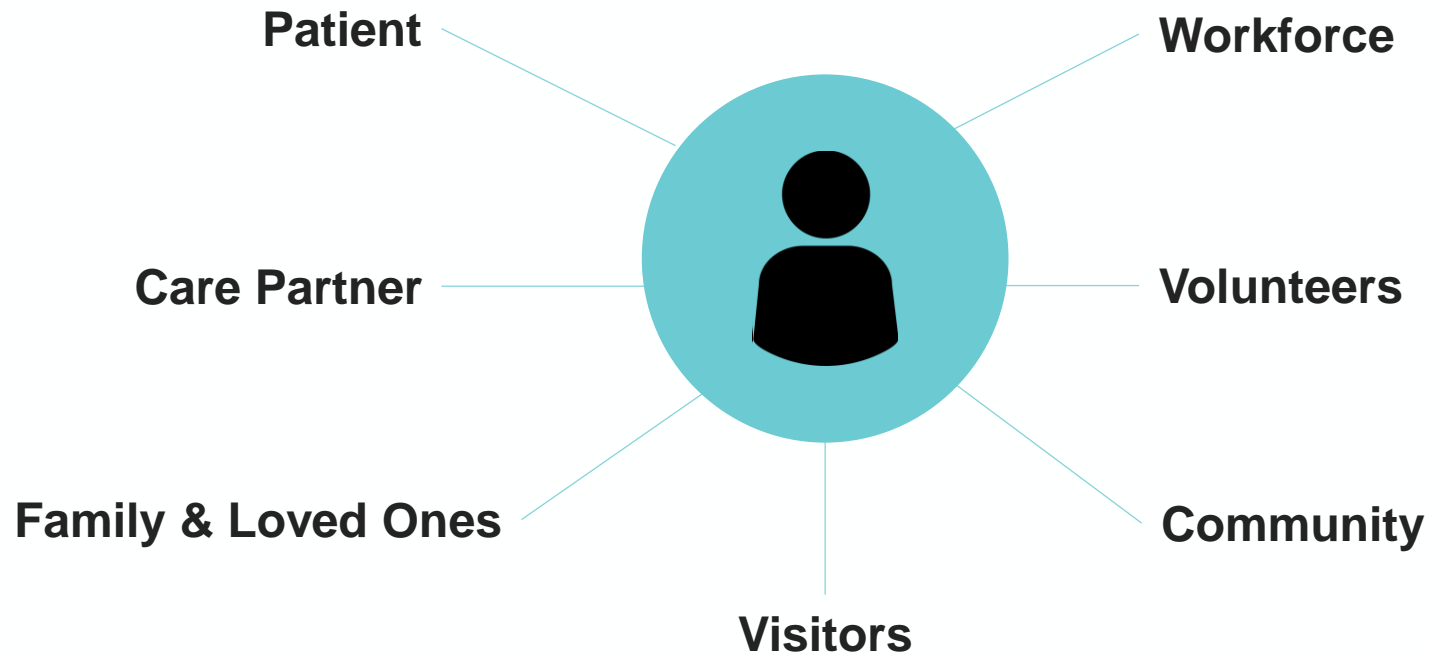 Patient
Workforce
Care Partner
Volunteers
Family & Loved Ones
Community
Visitors